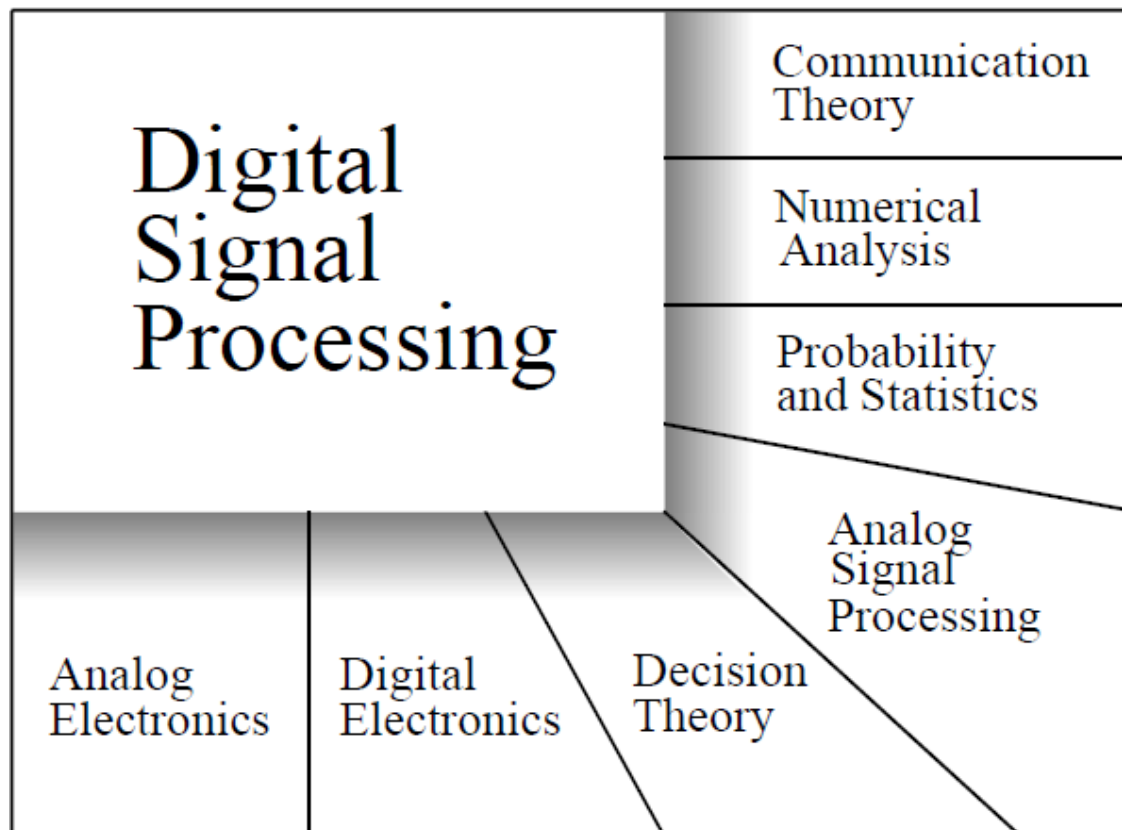 Digital
Signal
Processing
Communication
Theory
Numerical
Analysis
Probability
and Statistics
Analog
Signal
Processing
Decision
Theory
Digital
Electronics
Analog
Electronics